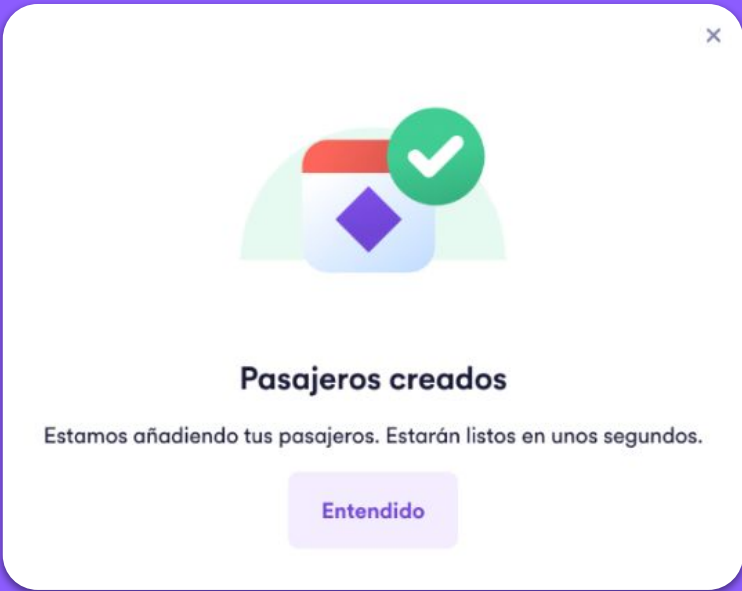 Pasajeros creados
Estamos añadiendo tus pasajeros. Estarán listos en unos segundos.
Entendido